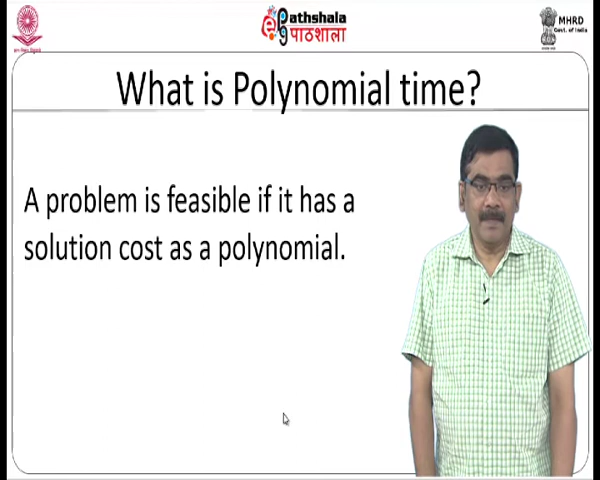 Pathshala
पाठशाला
MHRD
Govt. of India
What is Polynomial time?
A problem is feasible if it has a
solution cost as a polynomial.